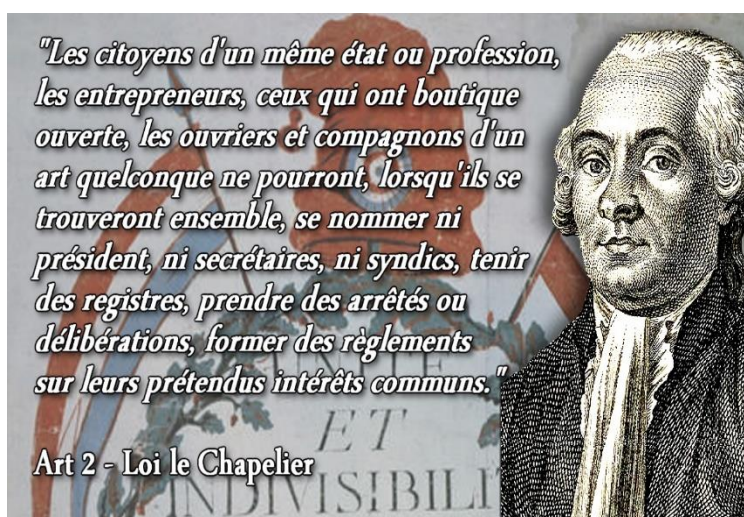 "Les citoyens d'un même état ou profession,
les entrepreneurs, ceux qui ont boutique
ouverte, les ouvriers et compagnons d'un
art quelconque ne pourront, lorsqu'ils se
trouveront ensemble, se nommer ni
président, ni secrétaires, ni syndics, tenir
des registres, prendre des arrêtés ou
délibérations, former des règlements
sur leurs prétendus intérêts communs."
ET
Art 2 - Loi le Chapelier